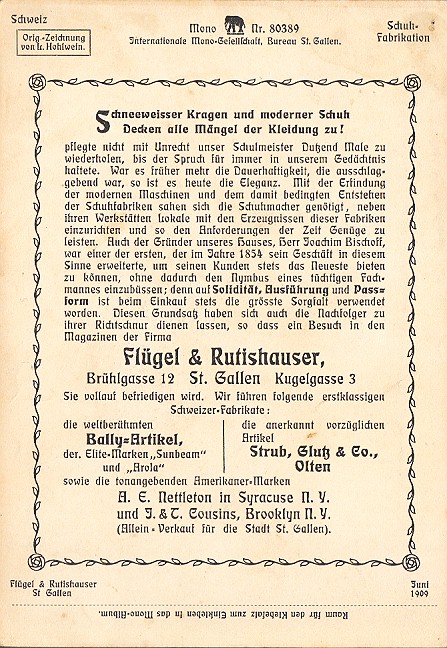 Schweiz
Orig.-Zeichnung
von L. Hohlwein.
Mono Nr. 80389
Internationale Mono-Gesellschaft, Bureau St. Gallen.
Schuh-
Fabrikation
Schneeweisser Kragen und moderner Schuh
Decken alle Mängel der Kleidung zu!
pflegte nicht mit Unrecht unser Schulmeister Dutzend Male zu
wiederholen, bis der Spruch für immer in unserem Gedächtnis
haftete. War es früher mehr die Dauerhaftigkeit, die ausschlag-
gebend war, so ist es heute die Eleganz. Mit der Erfindung
der modernen Maschinen und dem damit bedingten Entstehen
der Schuhfabriken sahen sich die Schuhmacher genötigt, neben
ihren Werkstätten Lokale mit den Erzeugnissen dieser Fabriken
einzurichten und so den Anforderungen der Zeit Genüge zu
leisten. Auch der Gründer unseres Hauses, Herr Joachim Bischoff,
war einer der ersten, der im Jahre 1854 sein Geschäft in diesem
Sinne erweiterte, um seinen Kunden stets das Neueste bieten
zu können, ohne dadurch den Nymbus eines tüchtigen Fach-
mannes einzubüssen; denn auf Solidität, Ausführung und Pass-
form ist beim Einkauf stets die grösste Sorgfalt verwendet
worden. Diesen Grundsatz haben sich auch die Nachfolger zu
ihrer Richtschnur dienen lassen, so dass ein Besuch in den
Magazinen der Firma
Flügel & Rutishauser,
Brühlgasse 12 St. Gallen Kugelgasse 3
Sie vollauf befriedigen wird. Wir führen folgende erstklassigen
Schweizer-Fabrikate:
die weltberühmten
Bally-Artikel,
der Elite-Marken „Sunbeam"
und „Arola"
die anerkannt vorzüglichen
Artikel
Strub, Glutz & Co.,
Olten
sowie die tonangebenden Amerikaner-Marken
A. E. Nettleton in Syracuse N. Y.
und J. & T. Cousins, Brooklyn N. Y.
(Allein-Verkauf für die Stadt St. Gallen).
Flügel & Rutishauser
St Gallen
Juni
1909
Raum für den Klebefalz zum Einkleben in das Mono-Album.